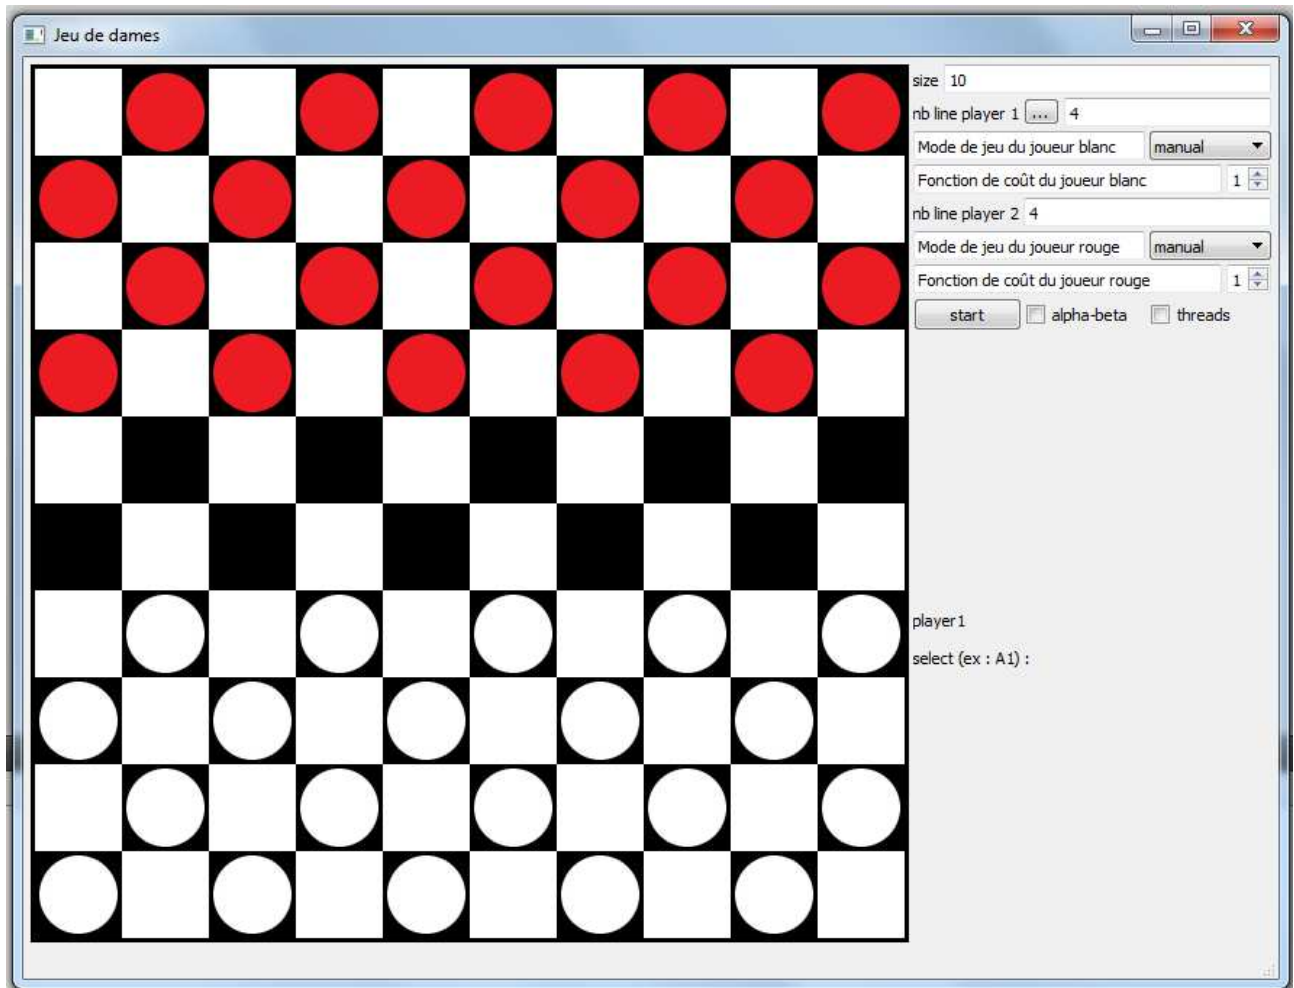 Jeu de dames
size 10
nb line player 1 ... 4
Mode de jeu du joueur blanc manual
Fonction de coût du joueur blanc 1
nb line player 2 4
Mode de jeu du joueur rouge manual
Fonction de coût du joueur rouge 1
start alpha-beta threads
player1
select (ex : A1) :